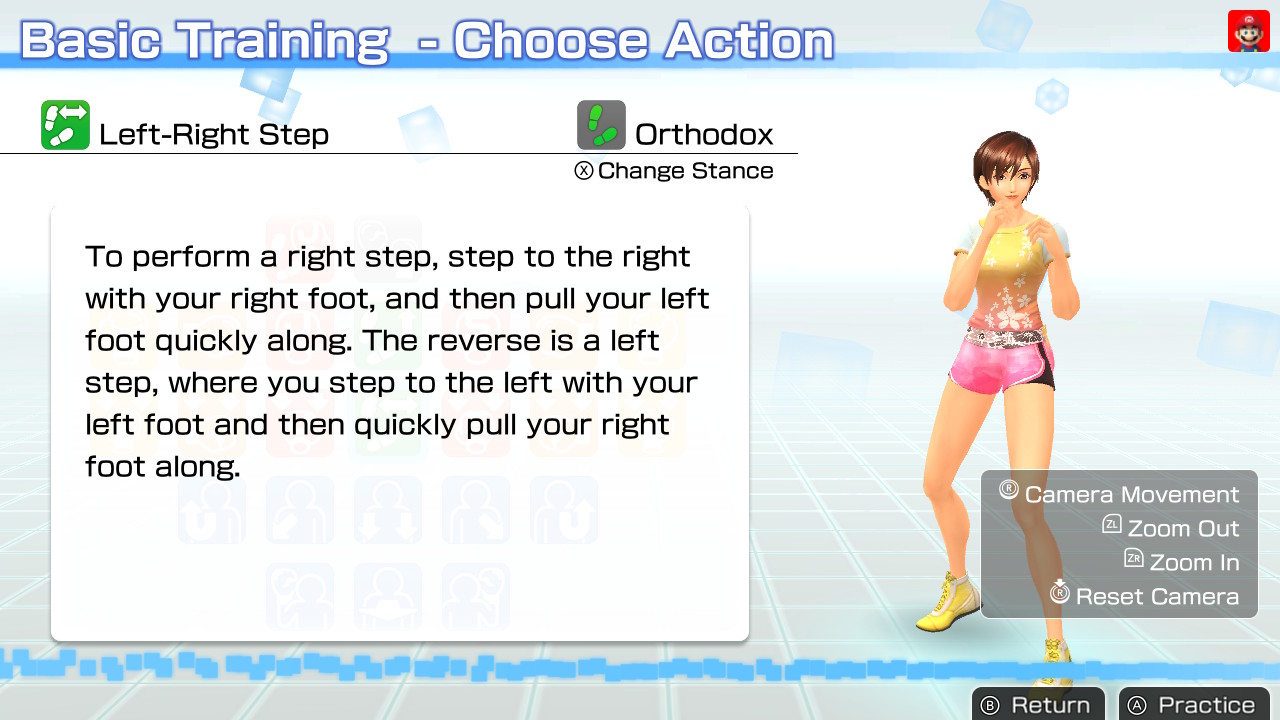 Basic Training - Choose Action
Left-Right Step
Orthodox
X Change Stance
To perform a right step, step to the right
with your right foot, and then pull your left
foot quickly along. The reverse is a left
step, where you step to the left with your
left foot and then quickly pull your right
foot along.
R Camera Movement
ZL Zoom Out
ZR Zoom In
R Reset Camera
B Return
A Practice